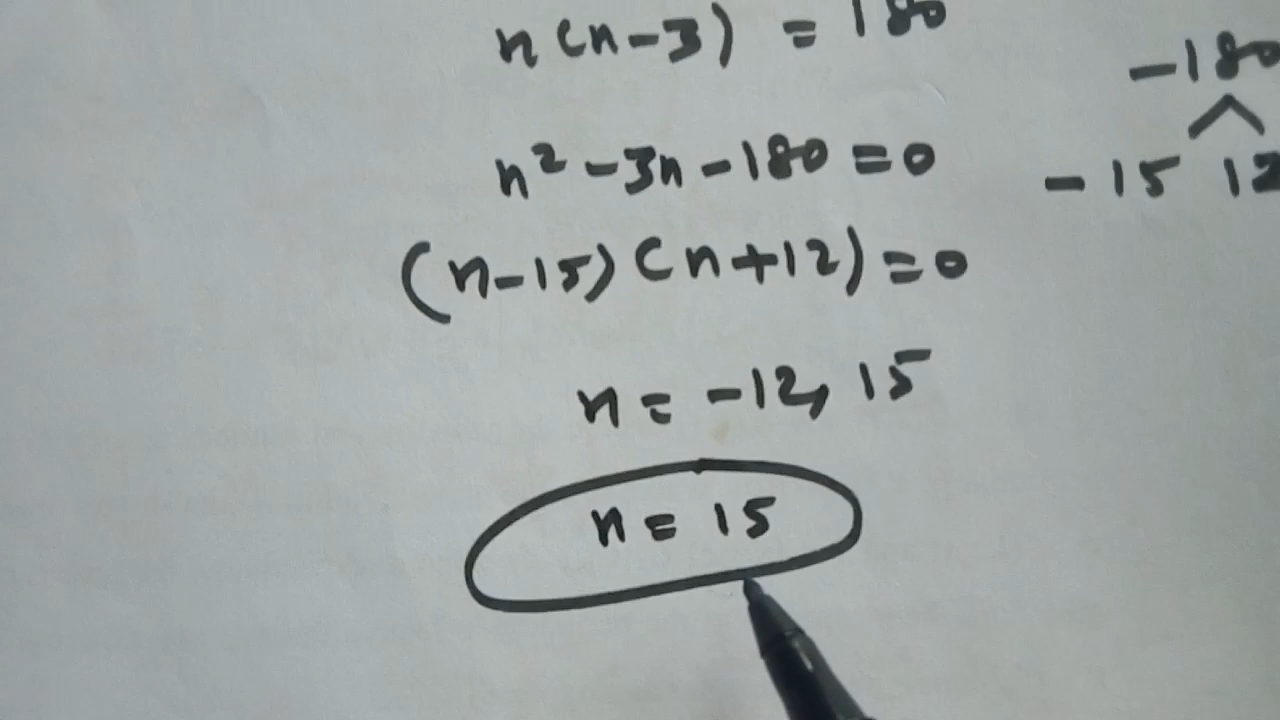 n(n-3) = 180
n² - 3n - 180 = 0
(n-15)(n+12) = 0
n = -12, 15
n = 15
-180
-15 12